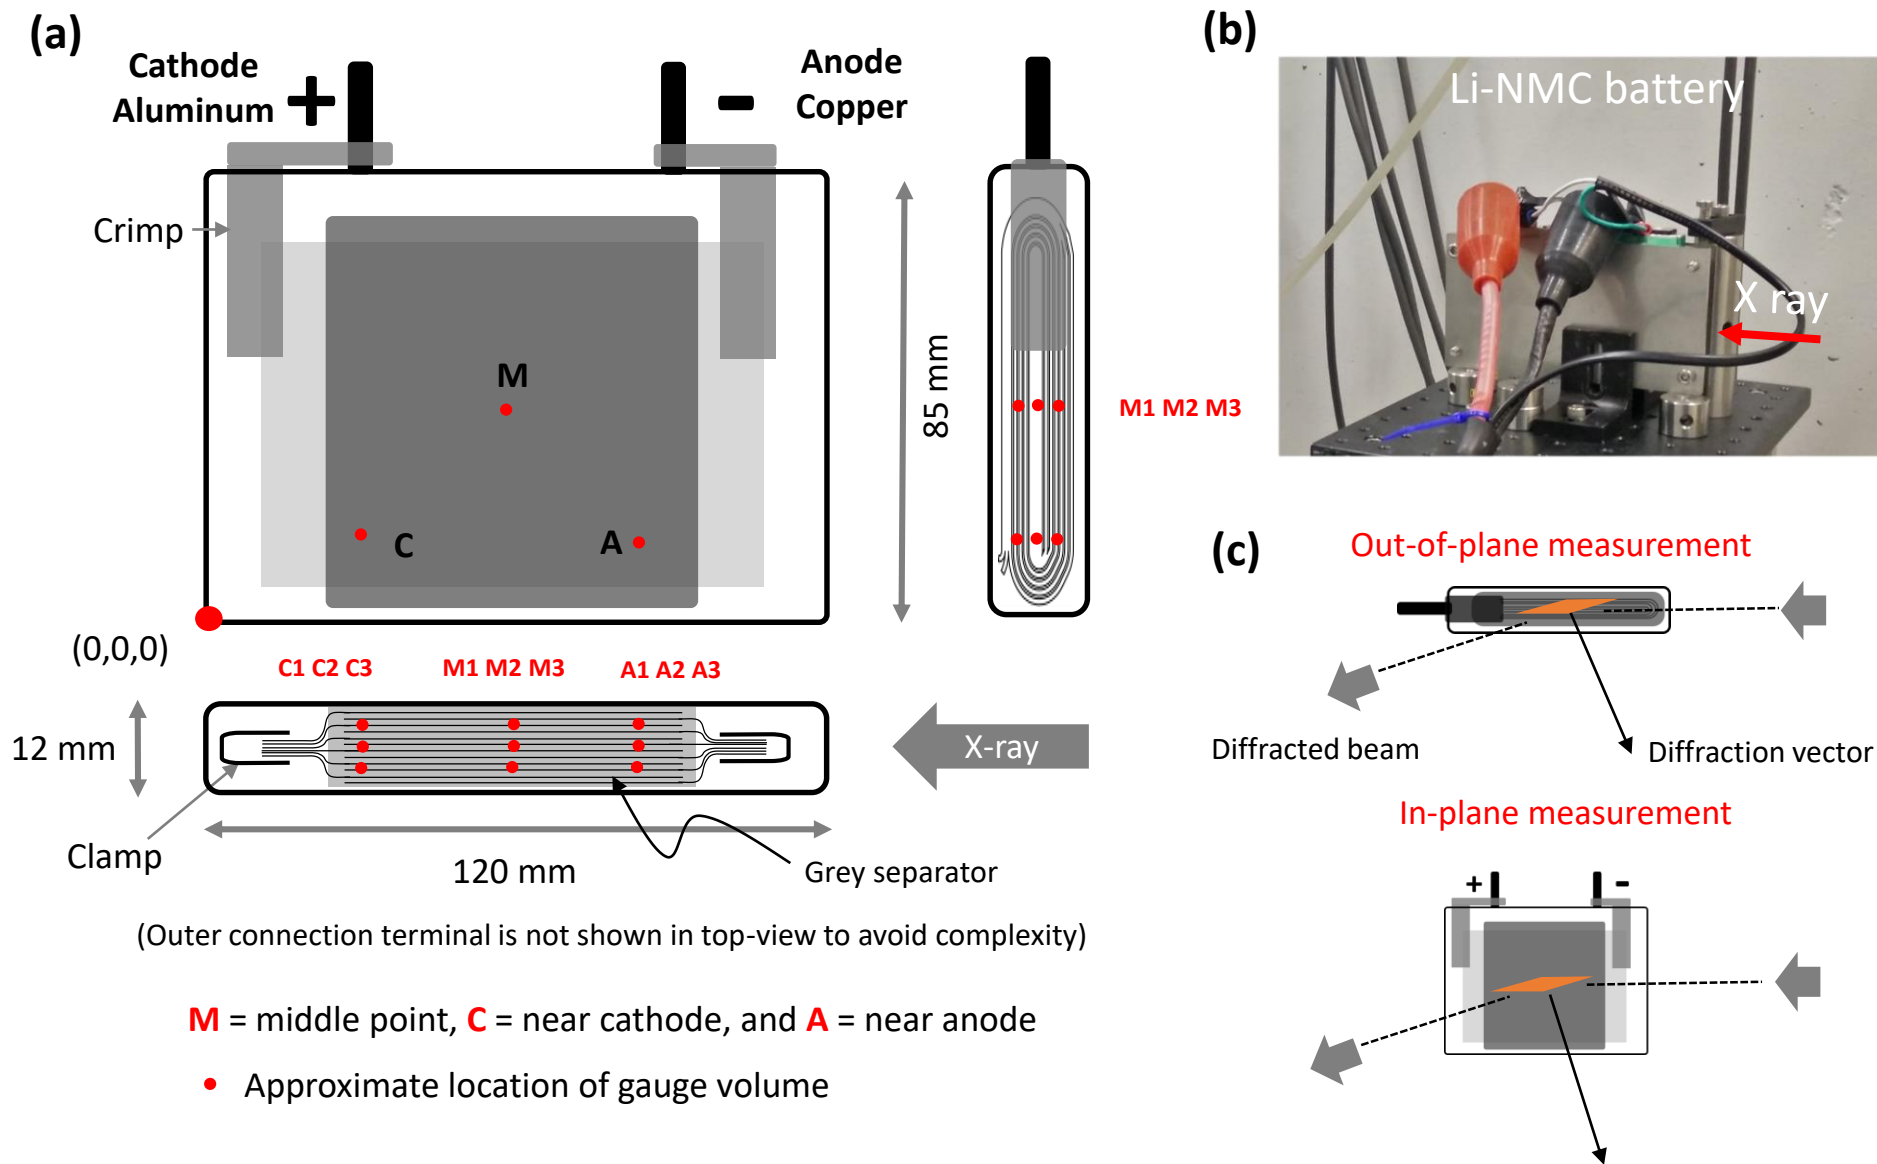 (a)
Cathode
Aluminum
+
-
Anode
Copper
Crimp
M
C
A
85 mm
M1 M2 M3
(0,0,0)
C1 C2 C3
M1 M2 M3
A1 A2 A3
12 mm
X-ray
Clamp
120 mm
Grey separator
(Outer connection terminal is not shown in top-view to avoid complexity)
M = middle point, C = near cathode, and A = near anode
Approximate location of gauge volume
(b)
Li-NMC battery
X ray
(c)
Out-of-plane measurement
Diffracted beam
Diffraction vector
In-plane measurement
+
-